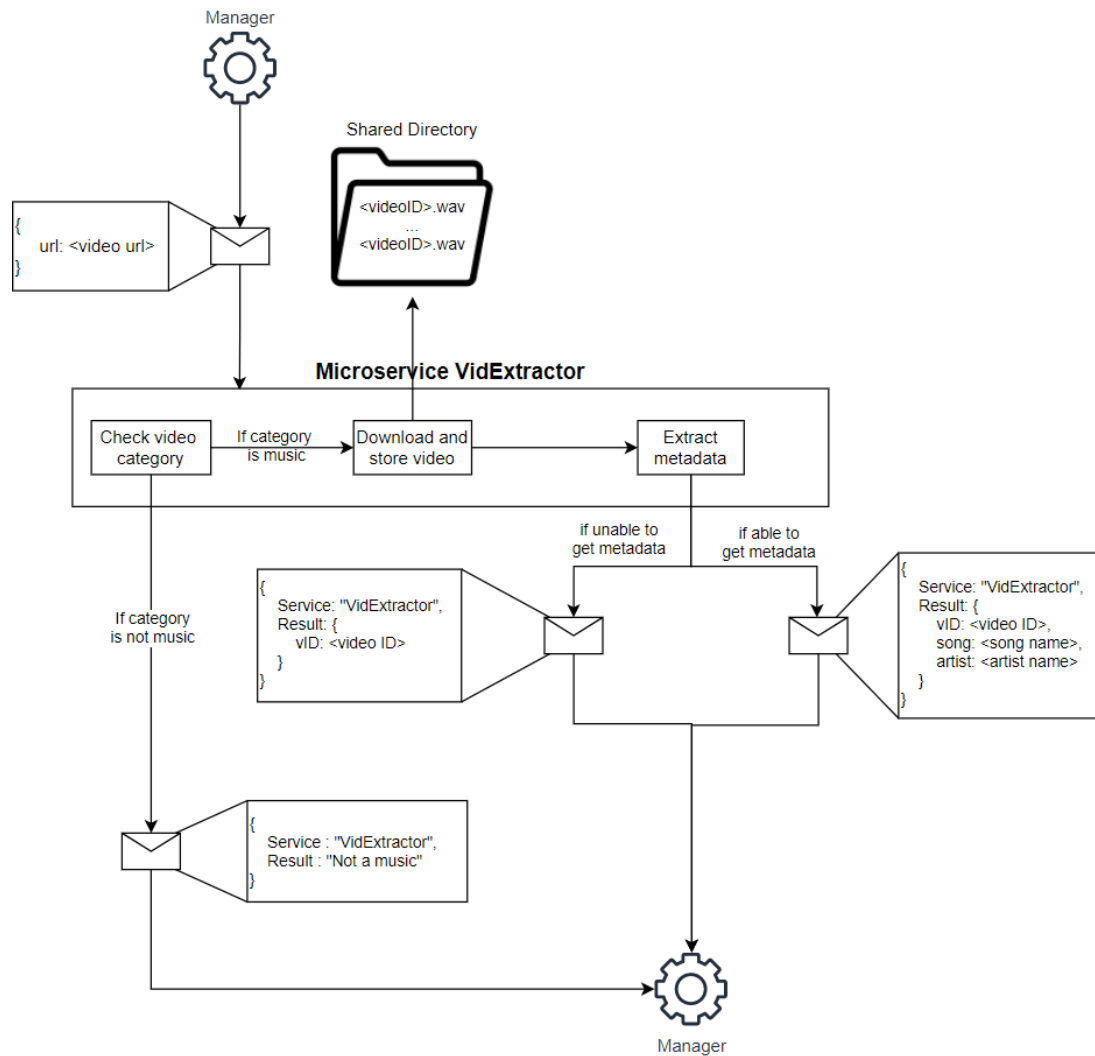 Manager
Shared Directory
<videoID>.wav
...
<videoID>.wav
{
url: <video url>
}
Microservice VidExtractor
Check video
category
If category
is music
Download and
store video
Extract
metadata
if unable to
get metadata
if able to
get metadata
{
Service: "VidExtractor",
Result: {
vID: <video ID>
}
}
{
Service: "VidExtractor",
Result: {
vID: <video ID>,
song: <song name>,
artist: <artist name>
}
}
If category
is not music
{
Service : "VidExtractor",
Result : "Not a music"
}
Manager